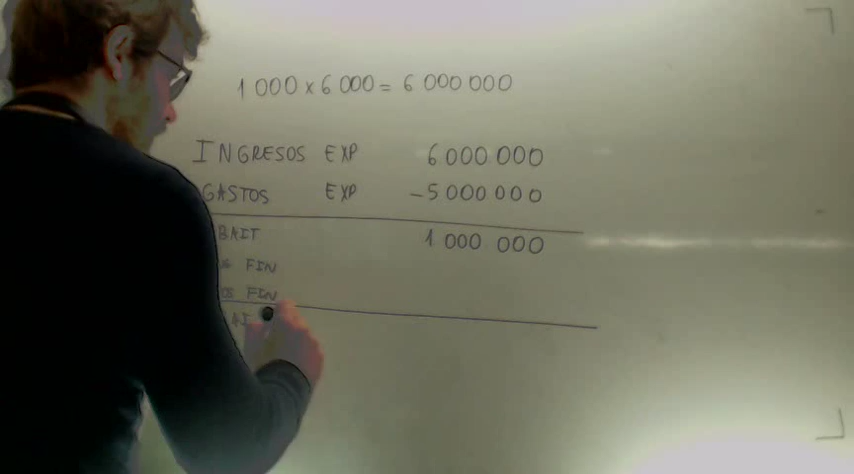 1 000 x 6 000 = 6 000 000
INGRESOS EXP 6 000 000
GASTOS EXP -5 000 000
BAIT 1 000 000
FIN
FIN